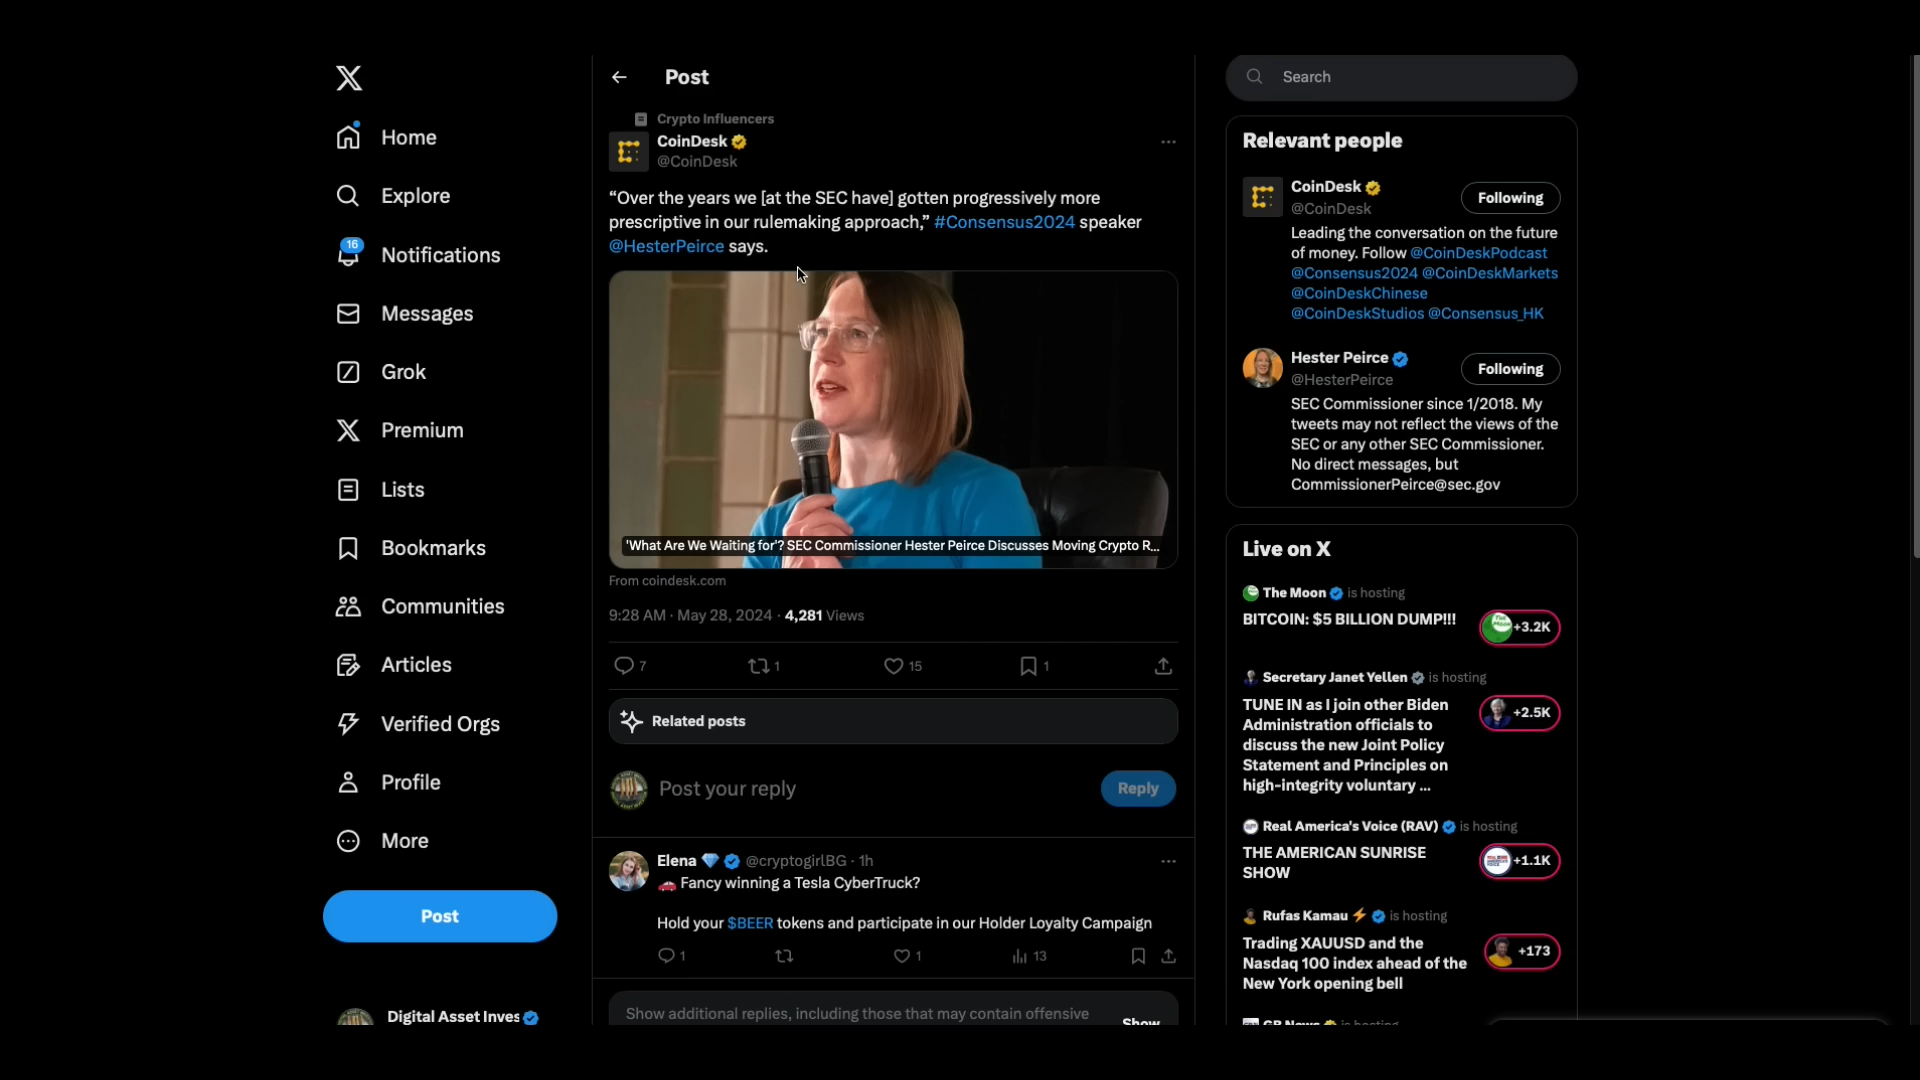 Home
Explore
16
Notifications
Messages
Grok
Premium
Lists
Bookmarks
Communities
Articles
Verified Orgs
Profile
More
Post
Digital Asset Inves
Post
Crypto Influencers
CoinDesk
@CoinDesk
“Over the years we [at the SEC have] gotten progressively more
prescriptive in our rulemaking approach,” #Consensus2024 speaker
@HesterPeirce says.
'What Are We Waiting for'? SEC Commissioner Hester Peirce Discusses Moving Crypto R...
From coindesk.com
9:28 AM · May 28, 2024 · 4,281 Views
7 1 15 1
Related posts
Post your reply
Reply
Elena @cryptogirlBG · 1h
Fancy winning a Tesla CyberTruck?
Hold your $BEER tokens and participate in our Holder Loyalty Campaign
1 1 13
Show additional replies, including those that may contain offensive
Show
Search
Relevant people
CoinDesk
@CoinDesk
Following
Leading the conversation on the future
of money. Follow @CoinDeskPodcast
@Consensus2024 @CoinDeskMarkets
@CoinDeskChinese
@CoinDeskStudios @Consensus_HK
Hester Peirce
@HesterPeirce
Following
SEC Commissioner since 1/2018. My
tweets may not reflect the views of the
SEC or any other SEC Commissioner.
No direct messages, but
CommissionerPeirce@sec.gov
Live on X
The Moon is hosting
BITCOIN: $5 BILLION DUMP!!!
+3.2K
Secretary Janet Yellen is hosting
TUNE IN as I join other Biden
Administration officials to
discuss the new Joint Policy
Statement and Principles on
high-integrity voluntary ...
+2.5K
Real America's Voice (RAV) is hosting
THE AMERICAN SUNRISE
SHOW
+1.1K
Rufas Kamau is hosting
Trading XAUUSD and the
Nasdaq 100 index ahead of the
New York opening bell
+173
GB News is hosting